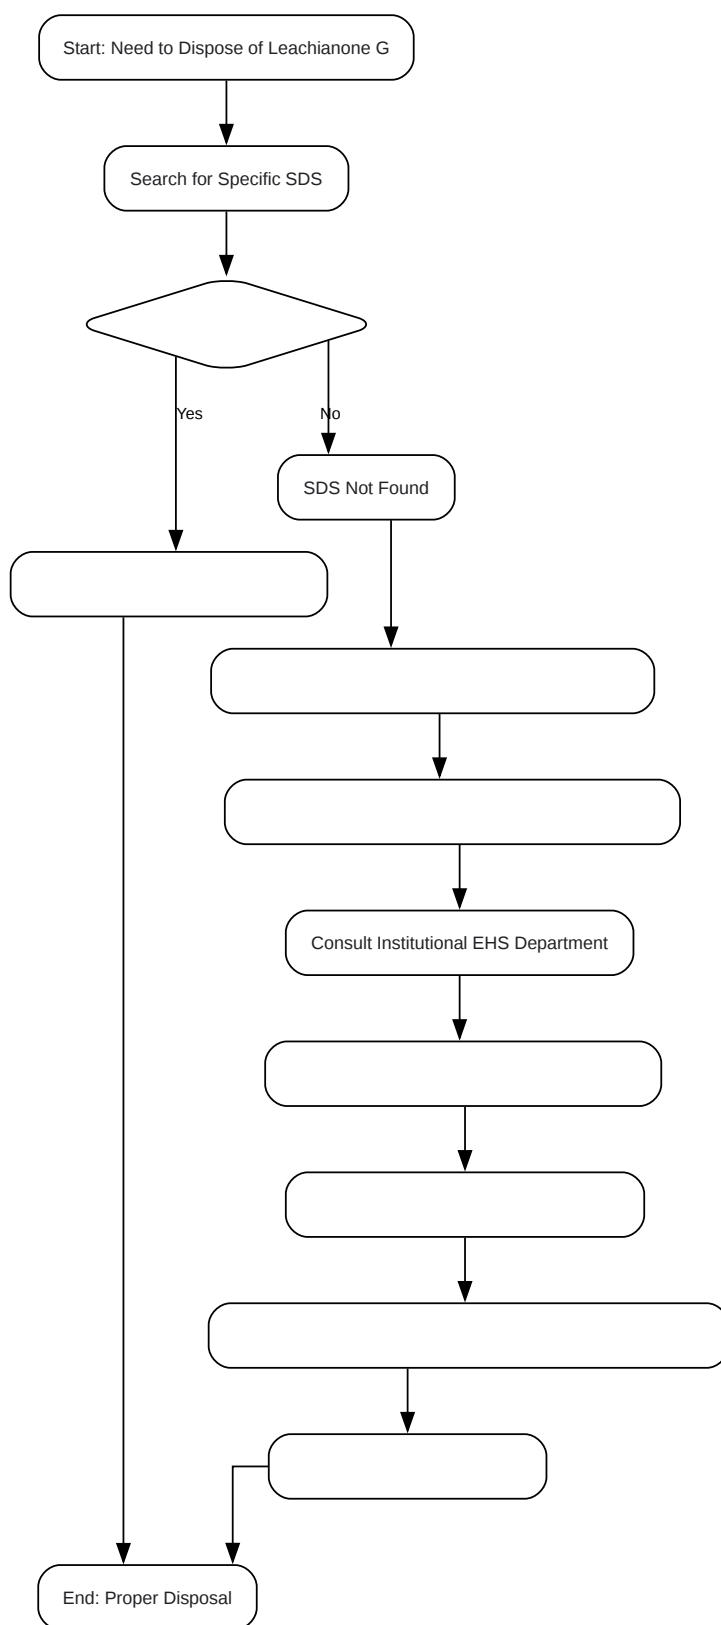 Start: Need to Dispose of Leachianone G
Search for Specific SDS
Yes
No
SDS Not Found
Consult Institutional EHS Department
End: Proper Disposal